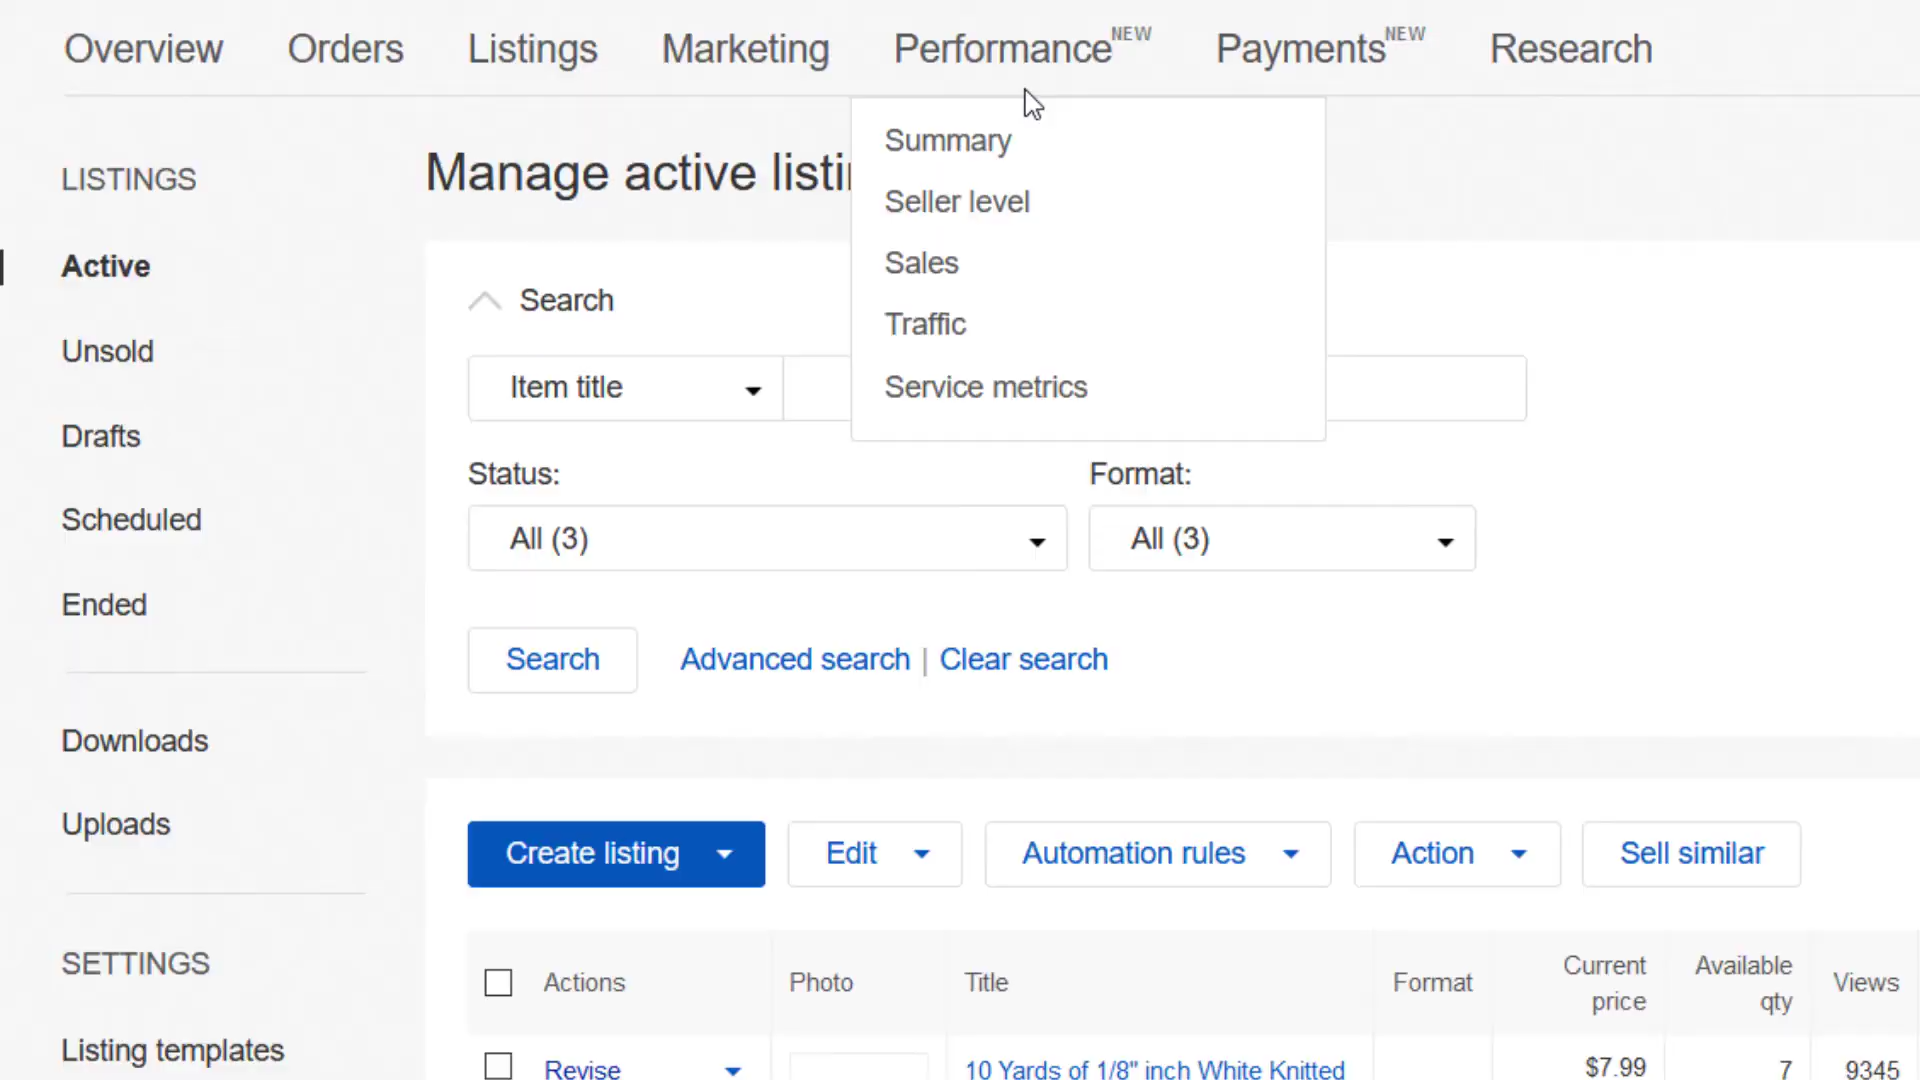 Overview Orders Listings Marketing Performance NEW Payments NEW Research
Summary
Seller level
Sales
Traffic
Service metrics
LISTINGS
Active
Unsold
Drafts
Scheduled
Ended
Downloads
Uploads
SETTINGS
Listing templates
Manage active listi
Search
Item title
Status: Format:
All (3) All (3)
Search Advanced search | Clear search
Create listing Edit Automation rules Action Sell similar
Actions Photo Title Format Current price Available qty Views
Revise 10 Yards of 1/8" inch White Knitted $7.99 7 9345